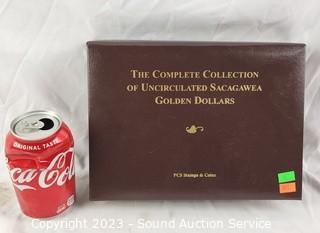 THE COMPLETE COLLECTION
OF UNCIRCULATED SACAGAWEA
GOLDEN DOLLARS
ORIGINAL TASTE
Coca-Cola
PCS Stamps & Coins
Copyright 2023 - Sound Auction Service